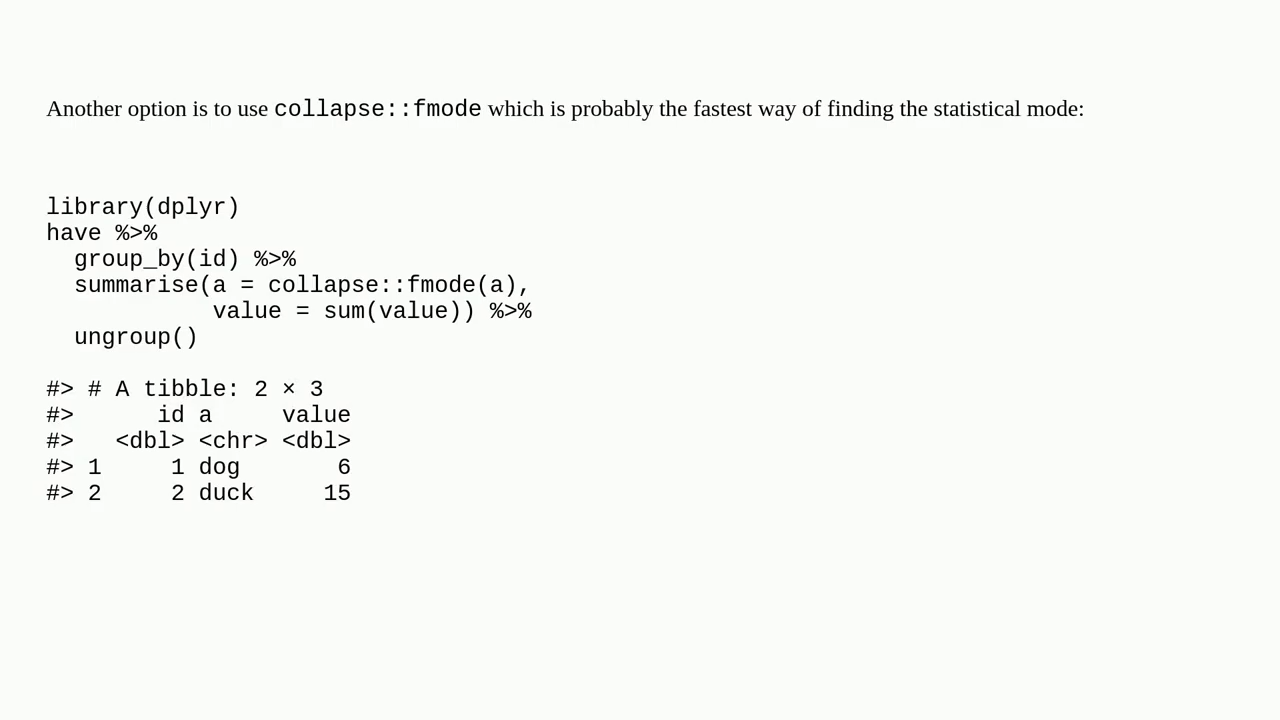 Another option is to use collapse::fmode which is probably the fastest way of finding the statistical mode:
library(dplyr)
have %>%
  group_by(id) %>%
  summarise(a = collapse::fmode(a),
            value = sum(value)) %>%
  ungroup()
#> # A tibble: 2 × 3
#>      id a     value
#>   <dbl> <chr> <dbl>
#> 1     1 dog       6
#> 2     2 duck     15